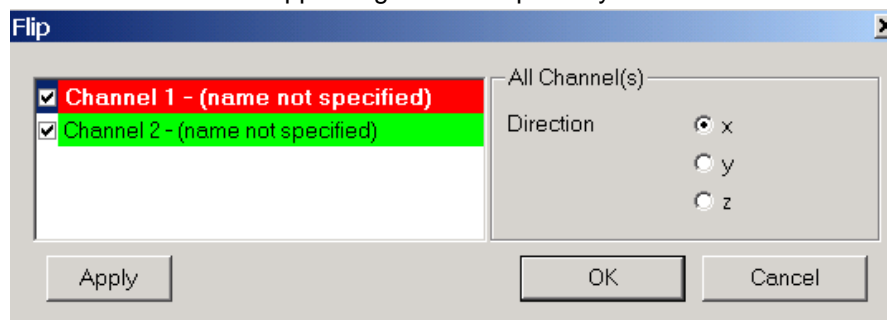 Flip
Channel 1 - (name not specified)
Channel 2 - (name not specified)
All Channel(s)
Direction
x
y
z
Apply
OK
Cancel